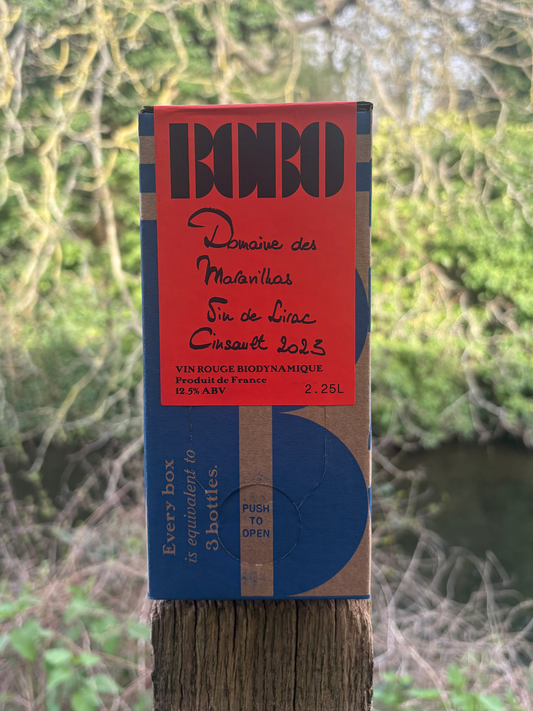 BOBO
Domaine des
Maravilhas
Vin de Lirac
Cinsault 2023
VIN ROUGE BIODYNAMIQUE
Produit de France
12.5% ABV
2.25L
Every box
is equivalent to
3 bottles.
PUSH
TO
OPEN